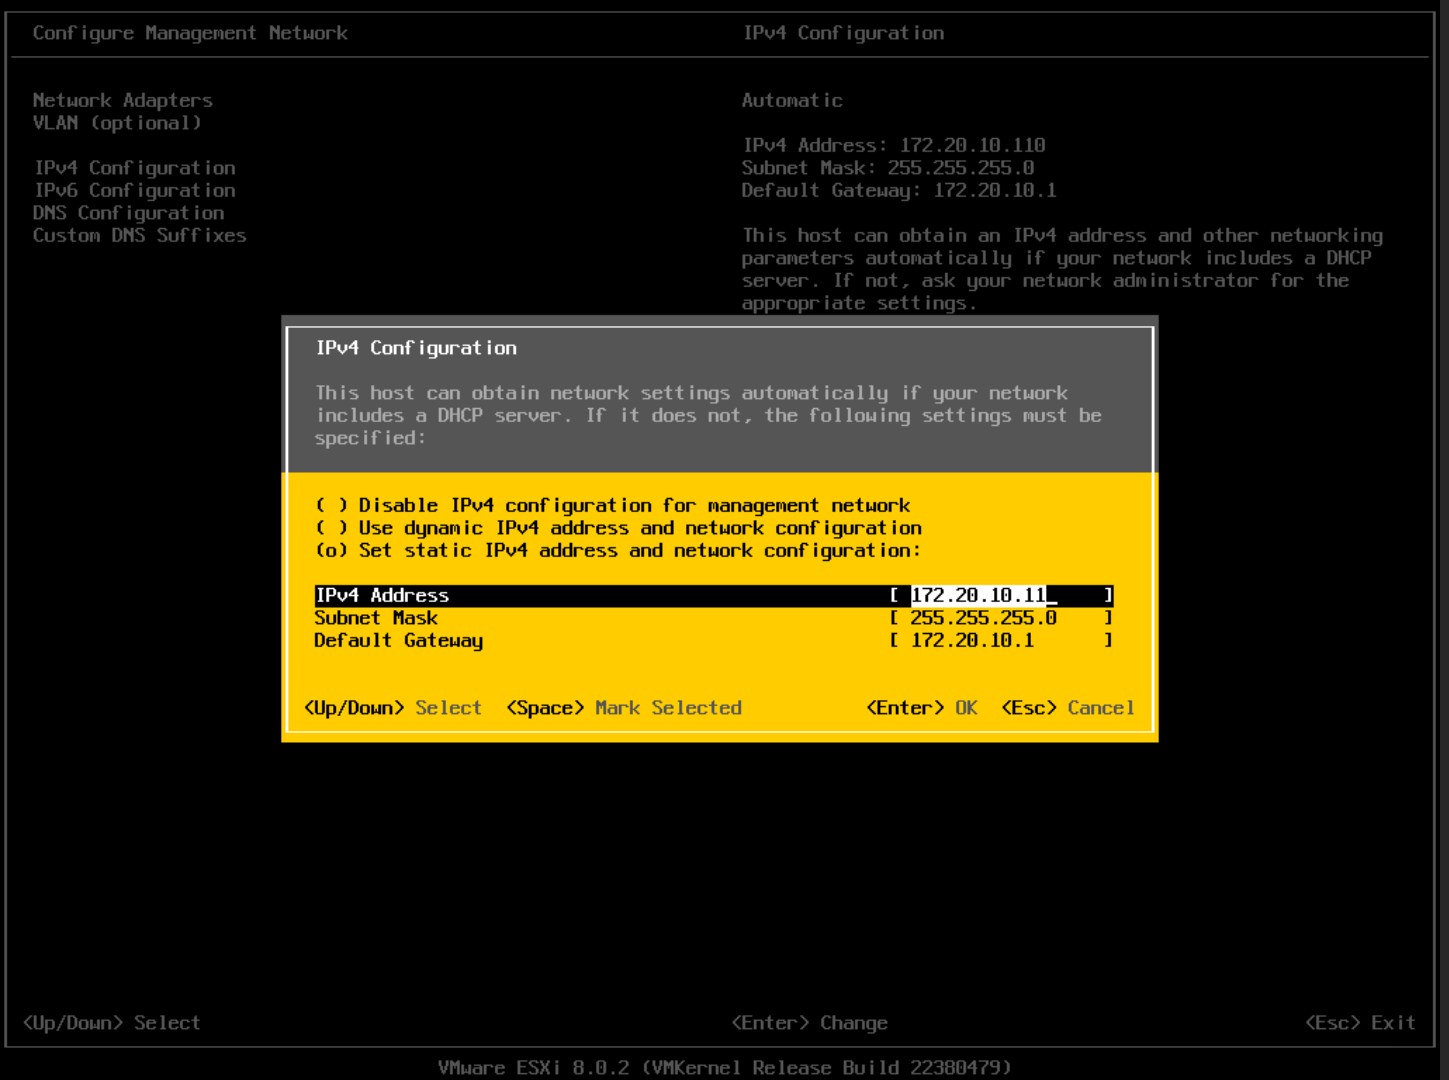 Configure Management Network
IPv4 Configuration
Network Adapters
VLAN (optional)
IPv4 Configuration
IPv6 Configuration
DNS Configuration
Custom DNS Suffixes
Automatic
IPv4 Address: 172.20.10.110
Subnet Mask: 255.255.255.0
Default Gateway: 172.20.10.1
This host can obtain an IPv4 address and other networking
parameters automatically if your network includes a DHCP
server. If not, ask your network administrator for the
appropriate settings.
IPv4 Configuration
This host can obtain network settings automatically if your network
includes a DHCP server. If it does not, the following settings must be
specified:
( ) Disable IPv4 configuration for management network
( ) Use dynamic IPv4 address and network configuration
(o) Set static IPv4 address and network configuration:
IPv4 Address [ 172.20.10.11_ ]
Subnet Mask [ 255.255.255.0 ]
Default Gateway [ 172.20.10.1 ]
<Up/Down> Select <Space> Mark Selected <Enter> OK <Esc> Cancel
<Up/Down> Select <Enter> Change <Esc> Exit
VMware ESXi 8.0.2 (VMKernel Release Build 22380479)